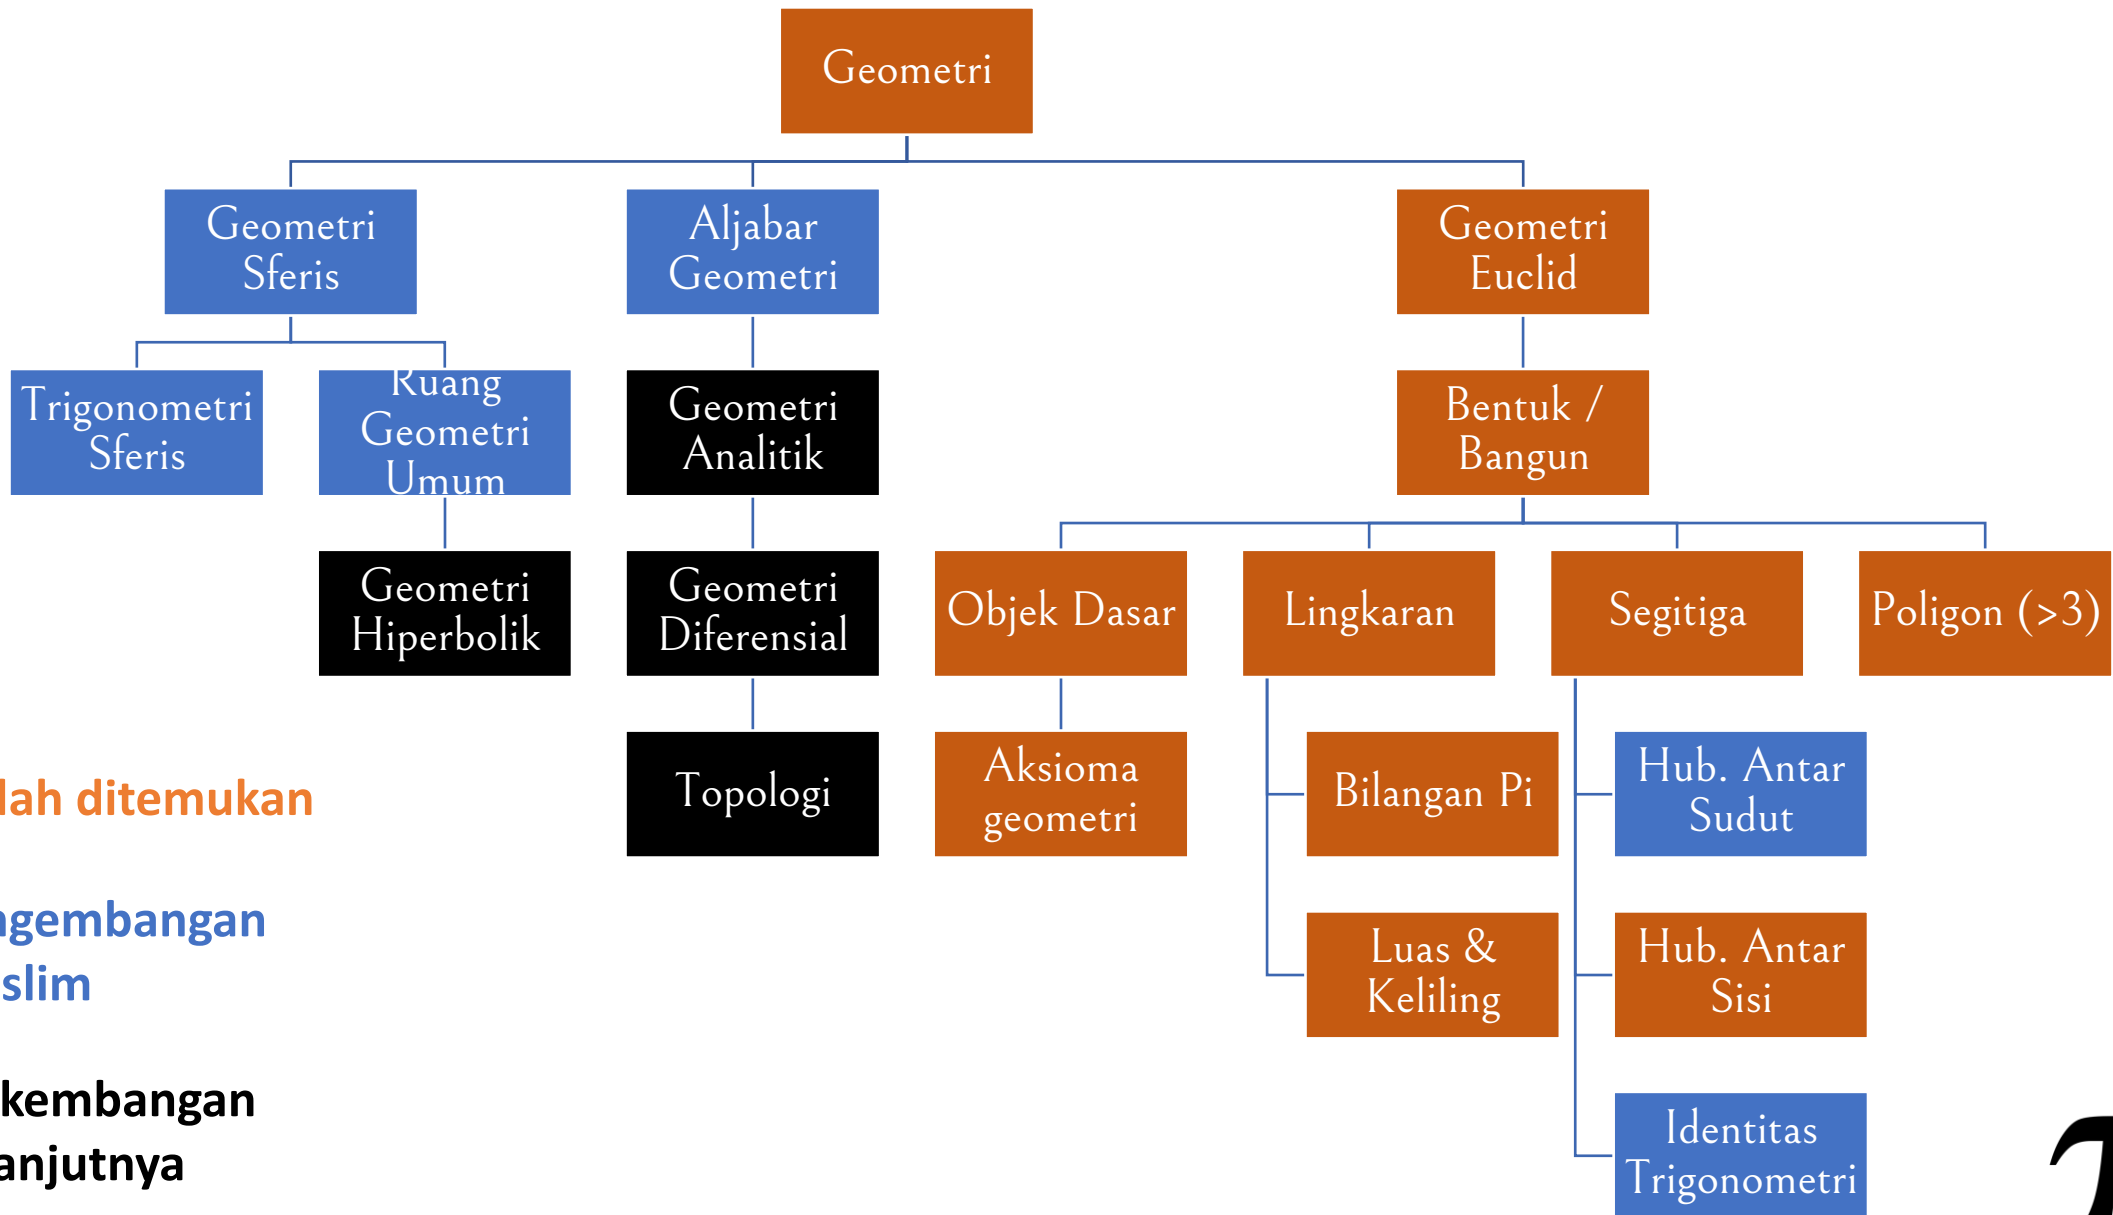 Geometri
Geometri
Sferis
Aljabar
Geometri
Geometri
Euclid
Trigonometri
Sferis
Ruang
Geometri
Umum
Geometri
Analitik
Bentuk /
Bangun
Geometri
Hiperbolik
Geometri
Diferensial
Objek Dasar
Lingkaran
Segitiga
Poligon (>3)
Topologi
Aksioma
geometri
Bilangan Pi
Hub. Antar
Sudut
Luas &
Keliling
Hub. Antar
Sisi
Identitas
Trigonometri
lah ditemukan
ngembangan
slim
kembangan
anjutnya